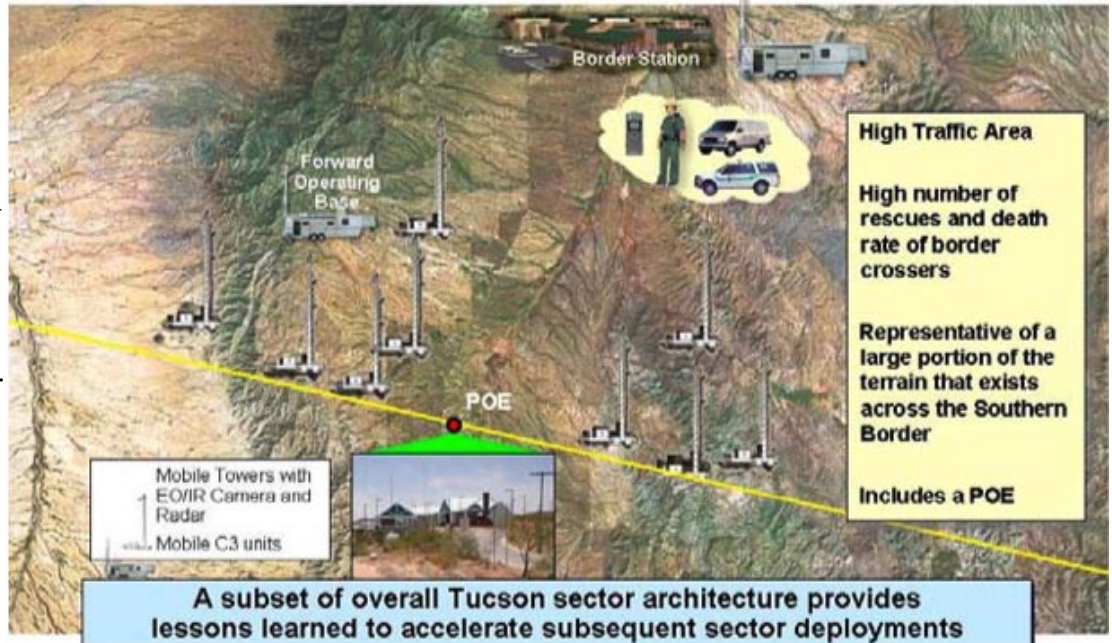 Border Station
Forward
Operating
Base
High Traffic Area
High number of
rescues and death
rate of border
crossers
Representative of a
large portion of the
terrain that exists
across the Southern
Border
Includes a POE
POE
Mobile Towers with
EO/IR Camera and
Radar
Mobile C3 units
A subset of overall Tucson sector architecture provides
lessons learned to accelerate subsequent sector deployments